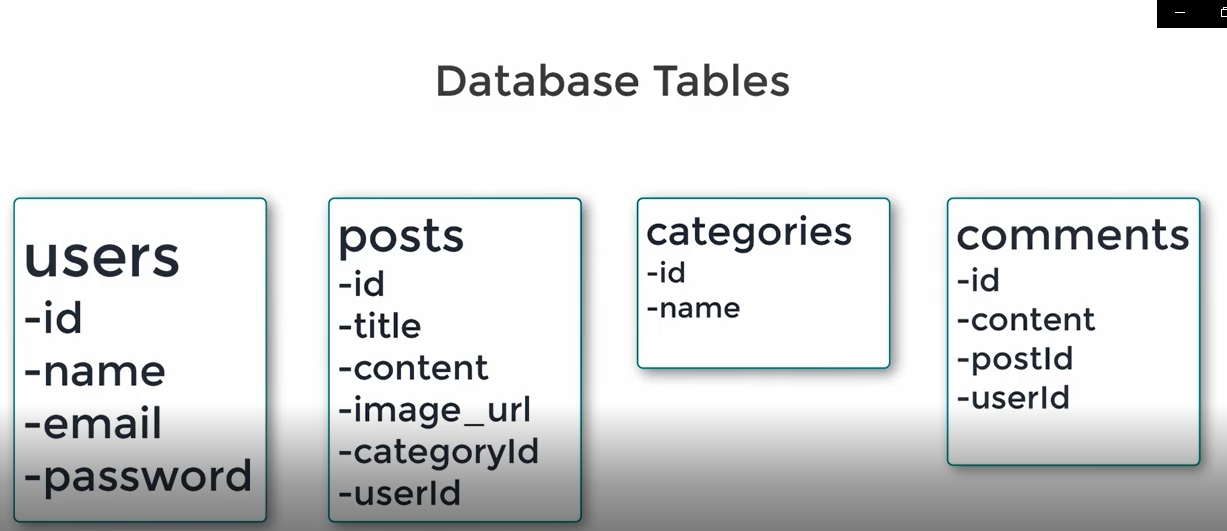 Database Tables
users
-id
-name
-email
-password
posts
-id
-title
-content
-image_url
-categoryId
-userId
categories
-id
-name
comments
-id
-content
-postId
-userId